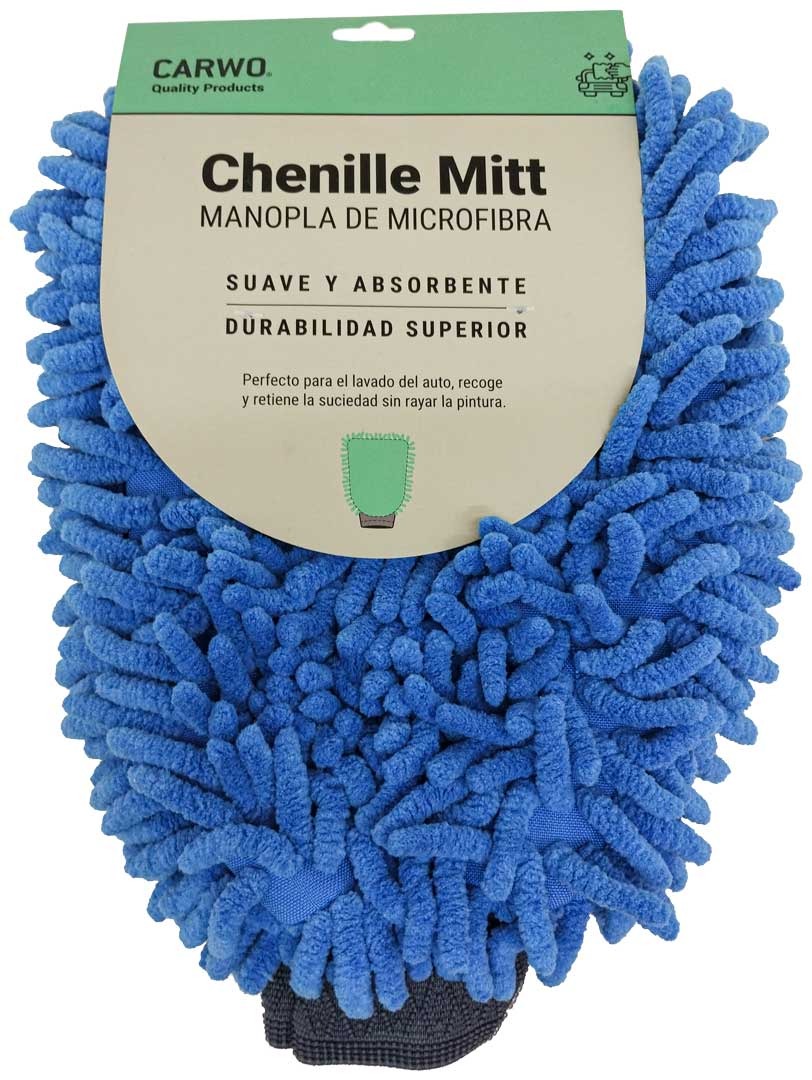 CARWO®
Quality Products
Chenille Mitt
MANOPLA DE MICROFIBRA
SUAVE Y ABSORBENTE
DURABILIDAD SUPERIOR
Perfecto para el lavado del auto, recoge
y retiene la suciedad sin rayar la pintura.